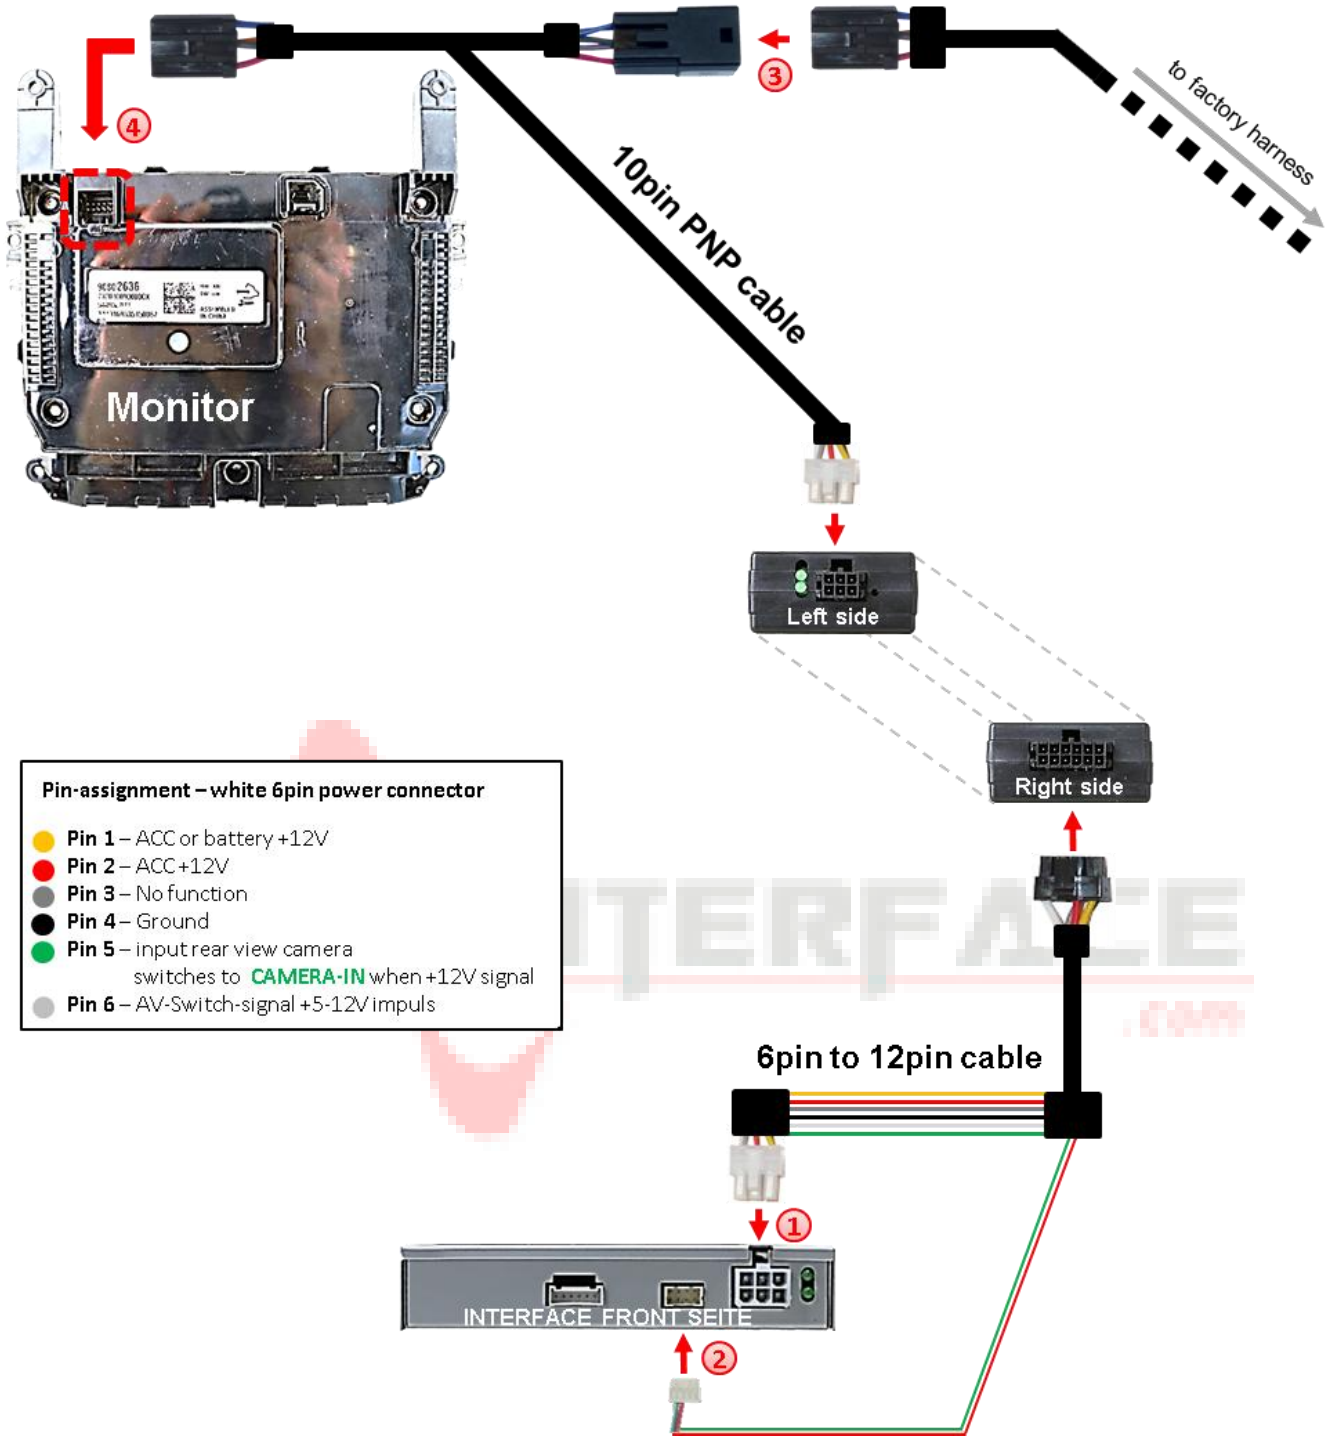 4
3
to factory harness
10pin PNP cable
Monitor
Left side
Right side
Pin-assignment – white 6pin power connector
Pin 1 – ACC or battery +12V
Pin 2 – ACC +12V
Pin 3 – No function
Pin 4 – Ground
Pin 5 – input rear view camera
switches to CAMERA-IN when +12V signal
Pin 6 – AV-Switch-signal +5-12V impuls
TERFACE
.com
6pin to 12pin cable
1
INTERFACE FRONT SEITE
2